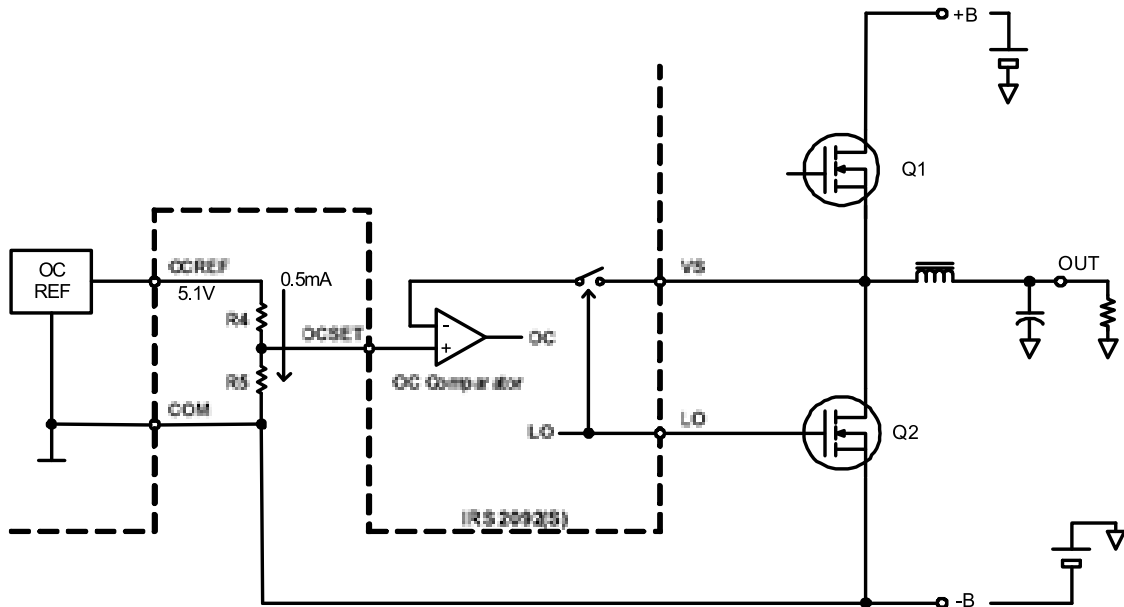 +B
Q1
OC
REF
OCREF
5.1V
0.5mA
VS
OUT
R4
OCSET
-
+
OC
R5
OC Comparator
COM
LO
LO
Q2
IRS2092(S)
-B